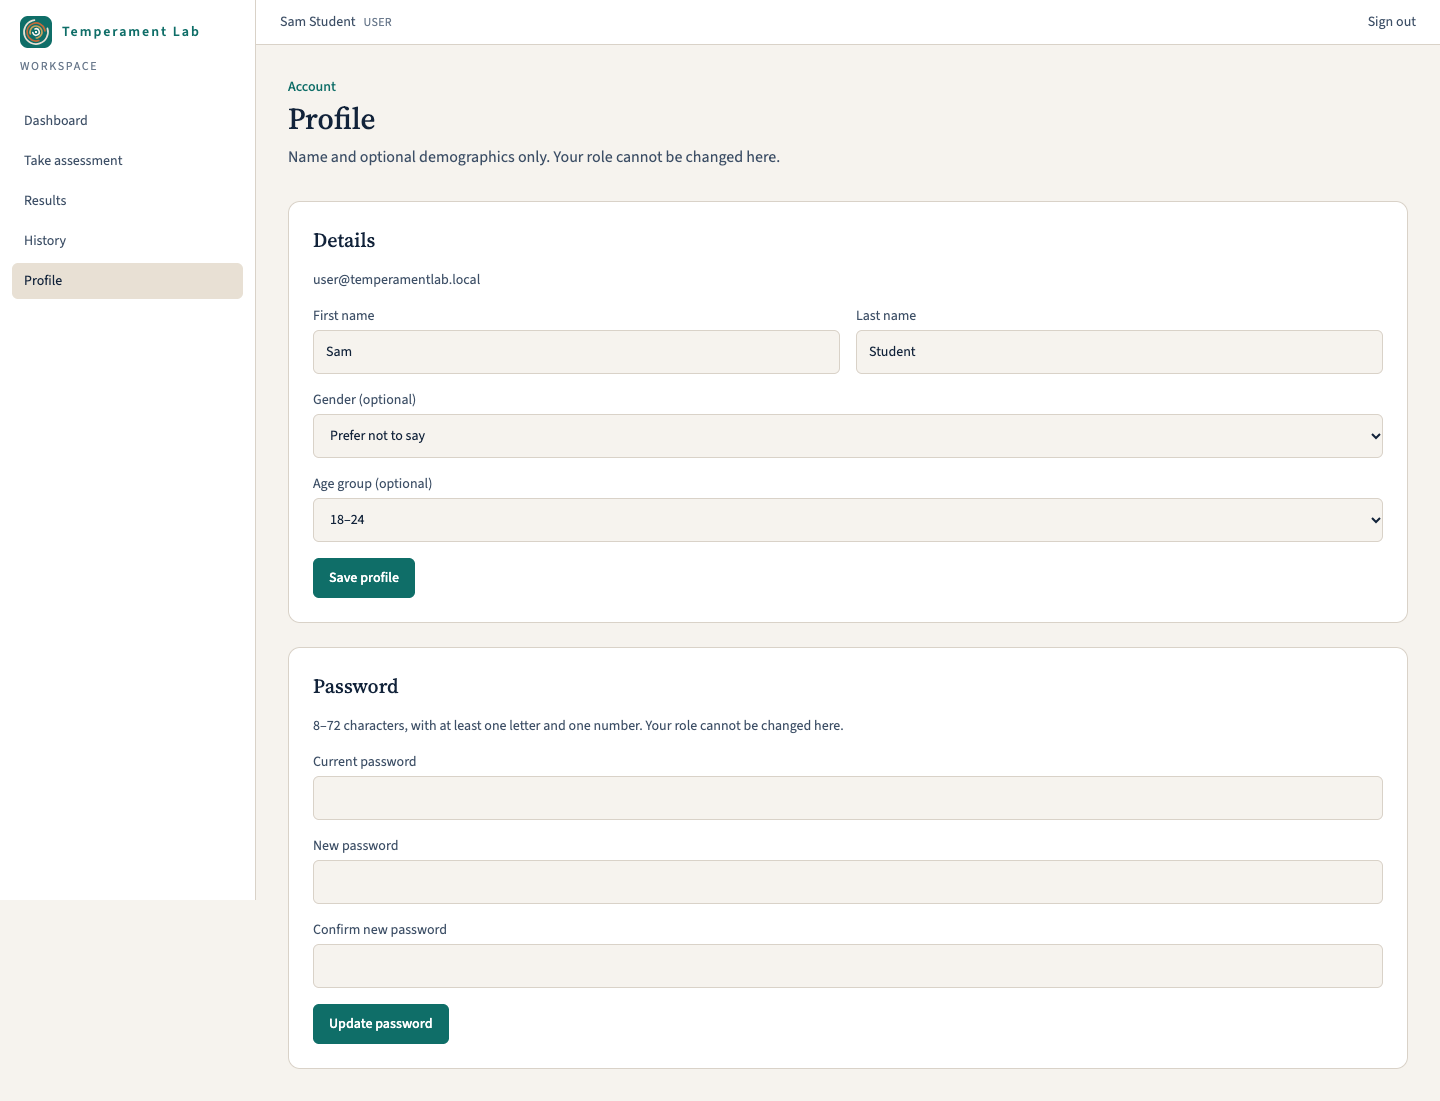 Temperament Lab
WORKSPACE
Dashboard
Take assessment
Results
History
Profile
Sam Student USER
Sign out
Account
Profile
Name and optional demographics only. Your role cannot be changed here.
Details
user@temperamentlab.local
First name
Last name
Sam
Student
Gender (optional)
Prefer not to say
Age group (optional)
18–24
Save profile
Password
8–72 characters, with at least one letter and one number. Your role cannot be changed here.
Current password
New password
Confirm new password
Update password